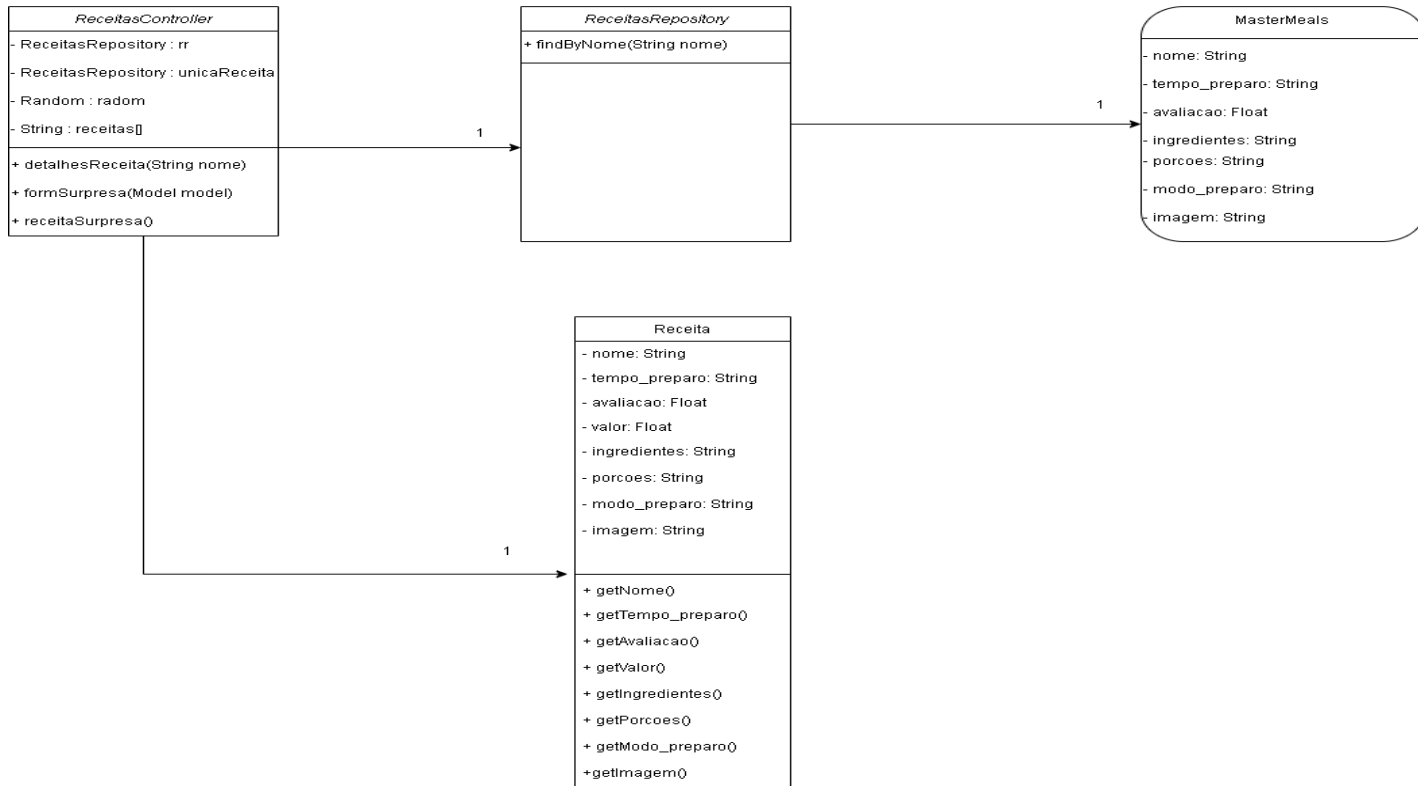 ReceitasController
- ReceitasRepository : rr
- ReceitasRepository : unicaReceita
- Random : radom
- String : receitas[]
+ detalhesReceita(String nome)
+ formSurpresa(Model model)
+ receitaSurpresa()
1
ReceitasRepository
+ findByNome(String nome)
1
MasterMeals
- nome: String
- tempo_preparo: String
- avaliacao: Float
- ingredientes: String
- porcoes: String
- modo_preparo: String
- imagem: String
1
Receita
- nome: String
- tempo_preparo: String
- avaliacao: Float
- valor: Float
- ingredientes: String
- porcoes: String
- modo_preparo: String
- imagem: String
+ getNome()
+ getTempo_preparo()
+ getAvaliacao()
+ getValor()
+ getIngredientes()
+ getPorcoes()
+ getModo_preparo()
+getImagem()